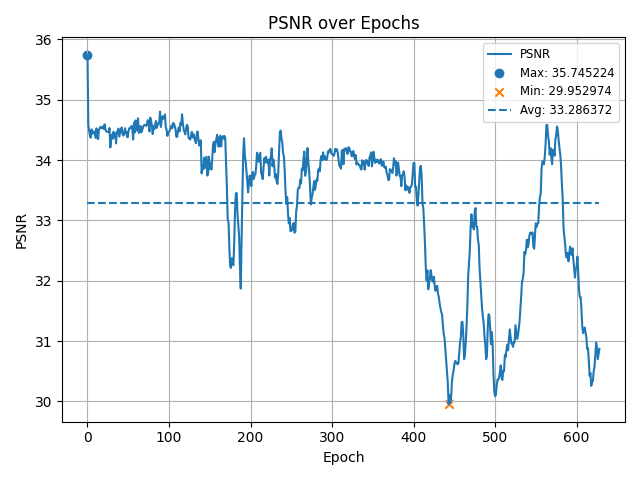 PSNR over Epochs
PSNR
Max: 35.745224
Min: 29.952974
Avg: 33.286372
36
35
34
33
32
31
30
PSNR
0 100 200 300 400 500 600
Epoch